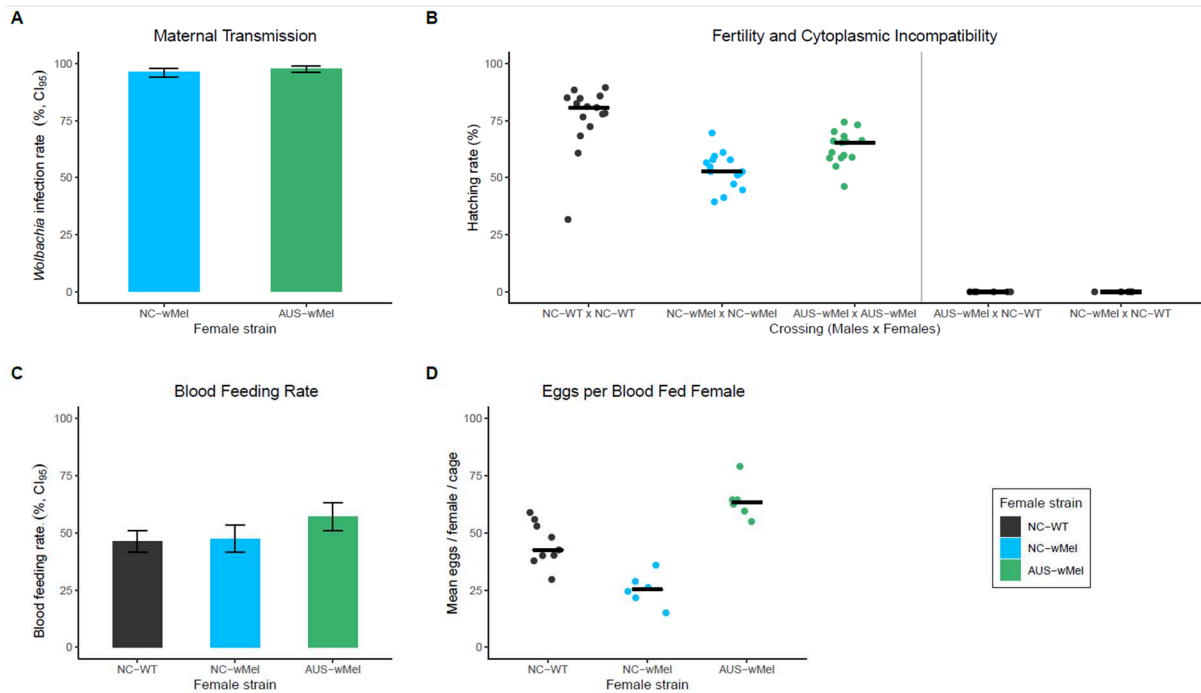 A
Maternal Transmission
Wolbachia infection rate (%, CI95)
100
75
50
25
0
NC-wMel
AUS-wMel
Female strain
B
Fertility and Cytoplasmic Incompatibility
Hatching rate (%)
100
75
50
25
0
NC-WT x NC-WT
NC-wMel x NC-wMel
AUS-wMel x AUS-wMel
AUS-wMel x NC-WT
NC-wMel x NC-WT
Crossing (Males x Females)
C
Blood Feeding Rate
Blood feeding rate. (%, CI95)
100
75
50
25
0
NC-WT
NC-wMel
AUS-wMel
Female strain
D
Eggs per Blood Fed Female
Mean eggs / female / cage
100
75
50
25
0
NC-WT
NC-wMel
AUS-wMel
Female strain
Female strain
NC-WT
NC-wMel
AUS-wMel